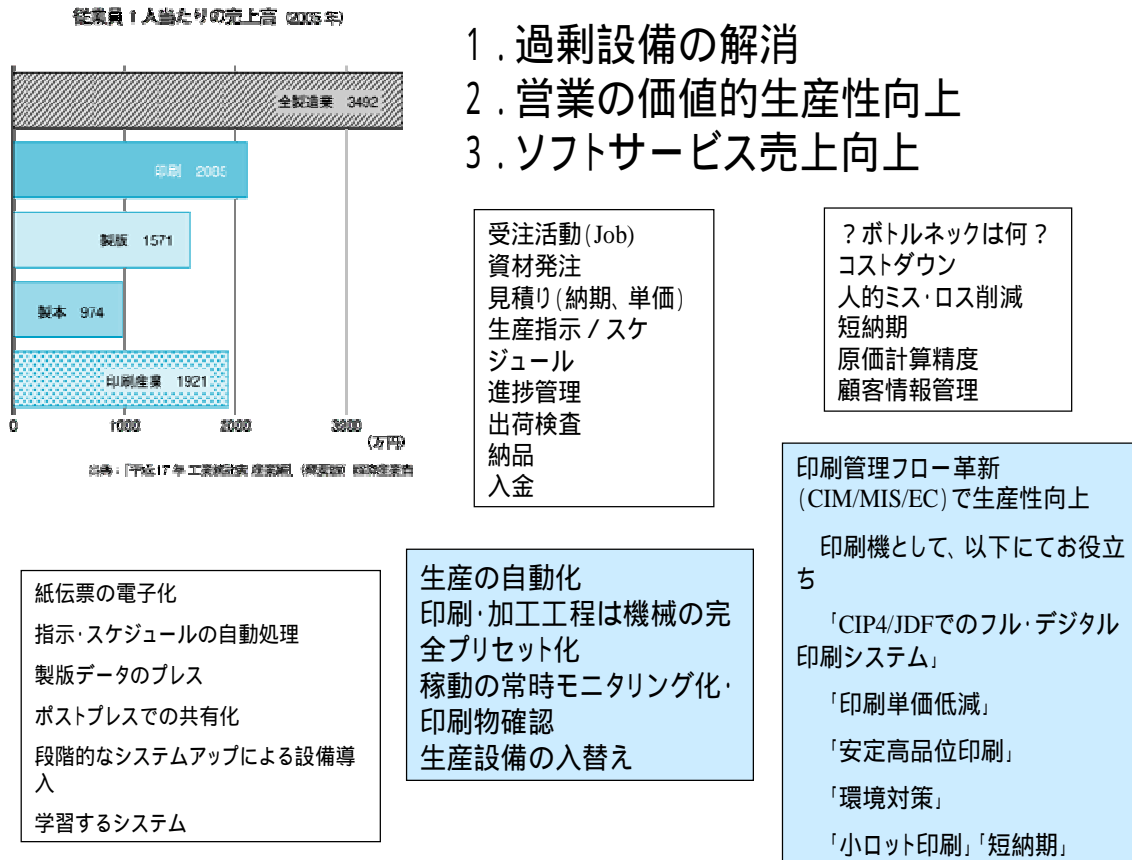 従業員1人当たりの売上高 (2005年)
全製造業 3492
印刷
製版 1571
製本 974
印刷産業 1921
0 1000 2000 3000
(万円)
1.過剰設備の解消
2.営業の価値的生産性向上
3.ソフトサービス売上向上
受注活動(Job)
資材発注
見積り(納期、単価)
生産指示/スケ
ジュール
進捗管理
出荷検査
納品
入金
?ボトルネックは何?
コストダウン
人的ミス・ロス削減
短納期
原価計算精度
顧客情報管理
印刷管理フロー革新
(CIM/MIS/EC)で生産性向上
印刷機として、以下にてお役立
ち
「CIP4/JDFでのフル・デジタル
印刷システム」
「印刷単価低減」
「安定高品位印刷」
「環境対策」
「小ロット印刷」「短納期」
紙伝票の電子化
指示・スケジュールの自動処理
製版データのプレス
ポストプレスでの共有化
段階的なシステムアップによる設備導
入
学習するシステム
生産の自動化
印刷・加工工程は機械の完
全プリセット化
稼動の常時モニタリング化・
印刷物確認
生産設備の入替え